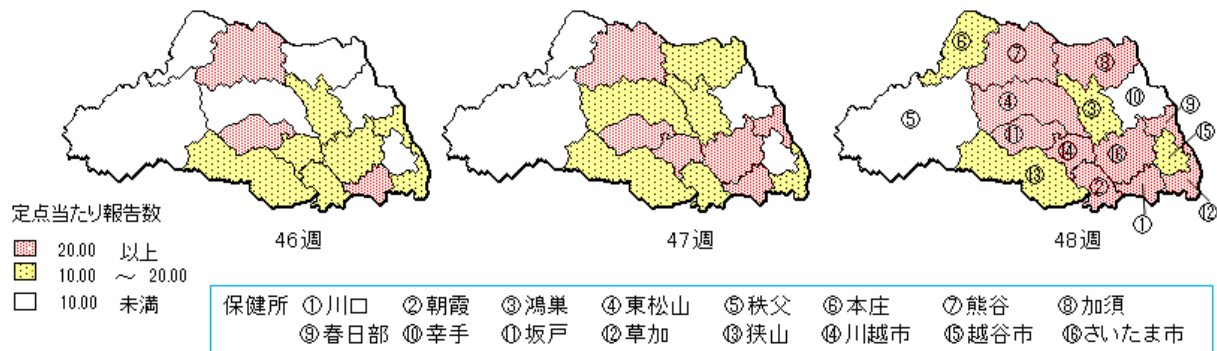 ⑥
⑦
⑧
⑤
④
③
⑩
⑨
⑪
⑭
⑯
⑮
⑬
②
①
⑫
46週
47週
48週
定点当たり報告数
20.00 以上
10.00 ～ 20.00
10.00 未満
保健所 ①川口 ②朝霞 ③鴻巣 ④東松山 ⑤秩父 ⑥本庄 ⑦熊谷 ⑧加須
⑨春日部 ⑩幸手 ⑪坂戸 ⑫草加 ⑬狭山 ⑭川越市 ⑮越谷市 ⑯さいたま市